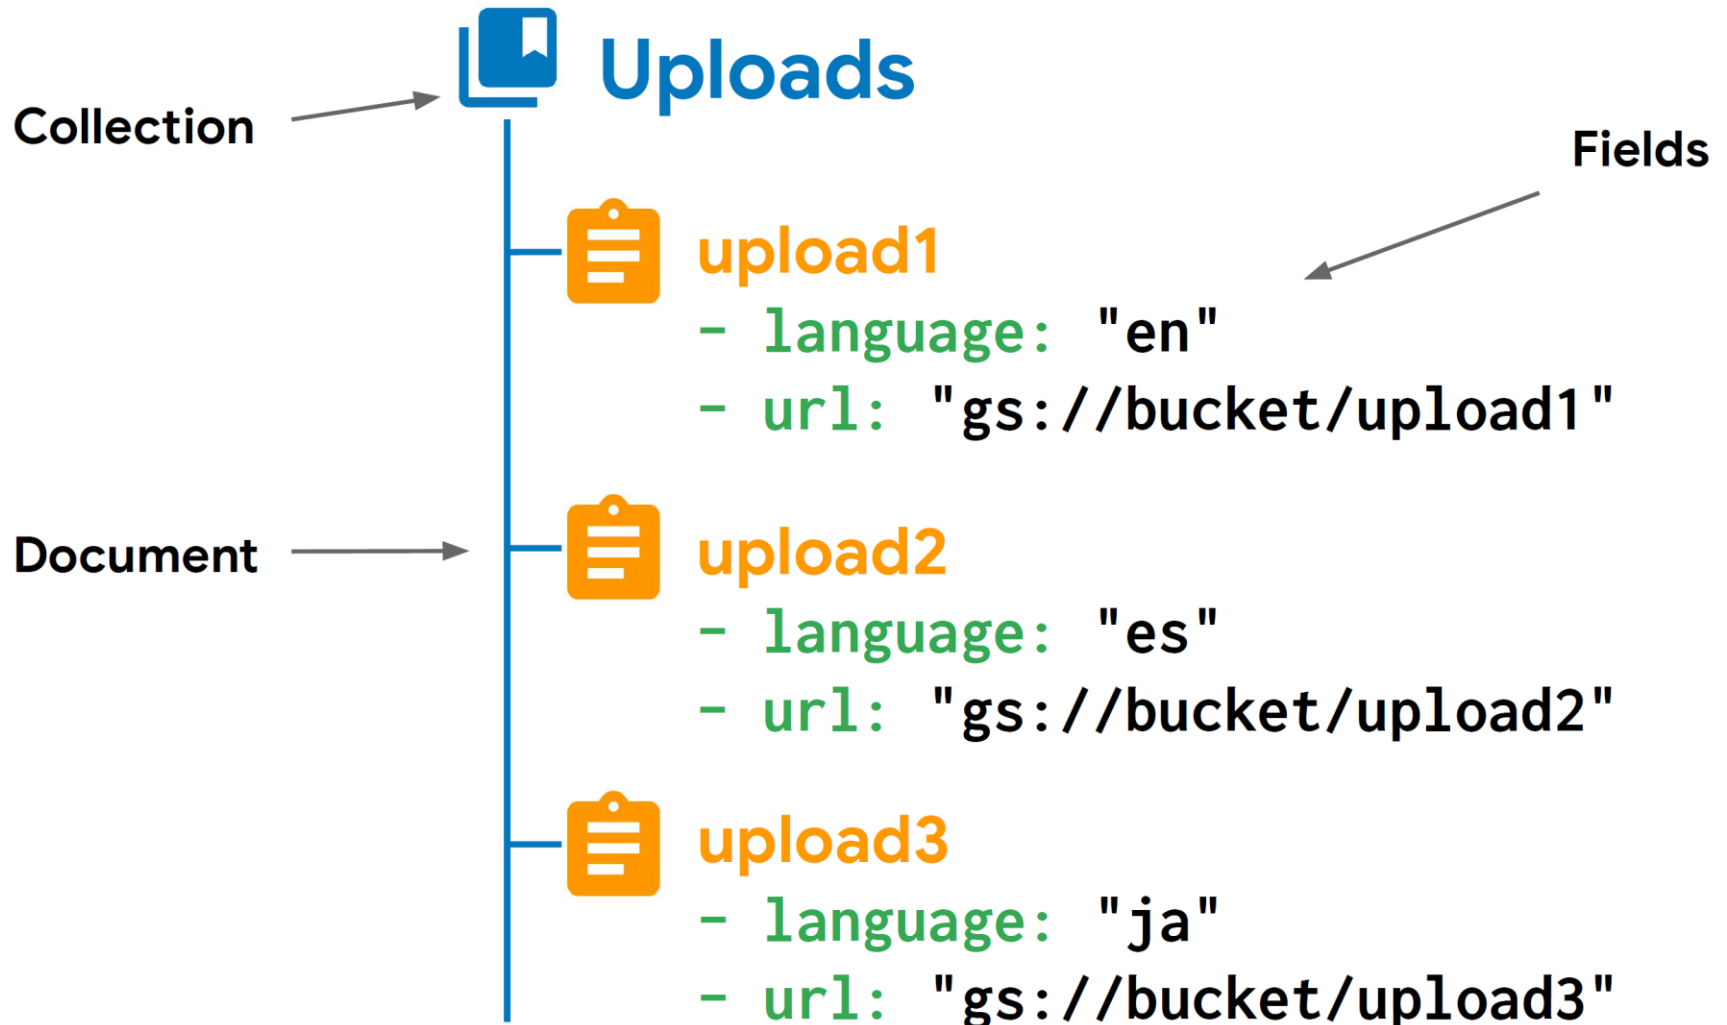 Uploads
Collection
Fields
upload1
- language: "en"
- url: "gs://bucket/upload1"
Document
upload2
- language: "es"
- url: "gs://bucket/upload2"
upload3
- language: "ja"
- url: "gs://bucket/upload3"